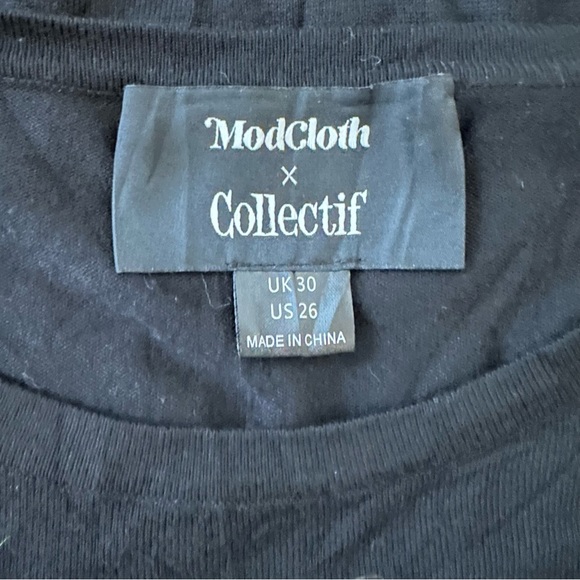 ModCloth
x
Collectif
UK 30
US 26
MADE IN CHINA